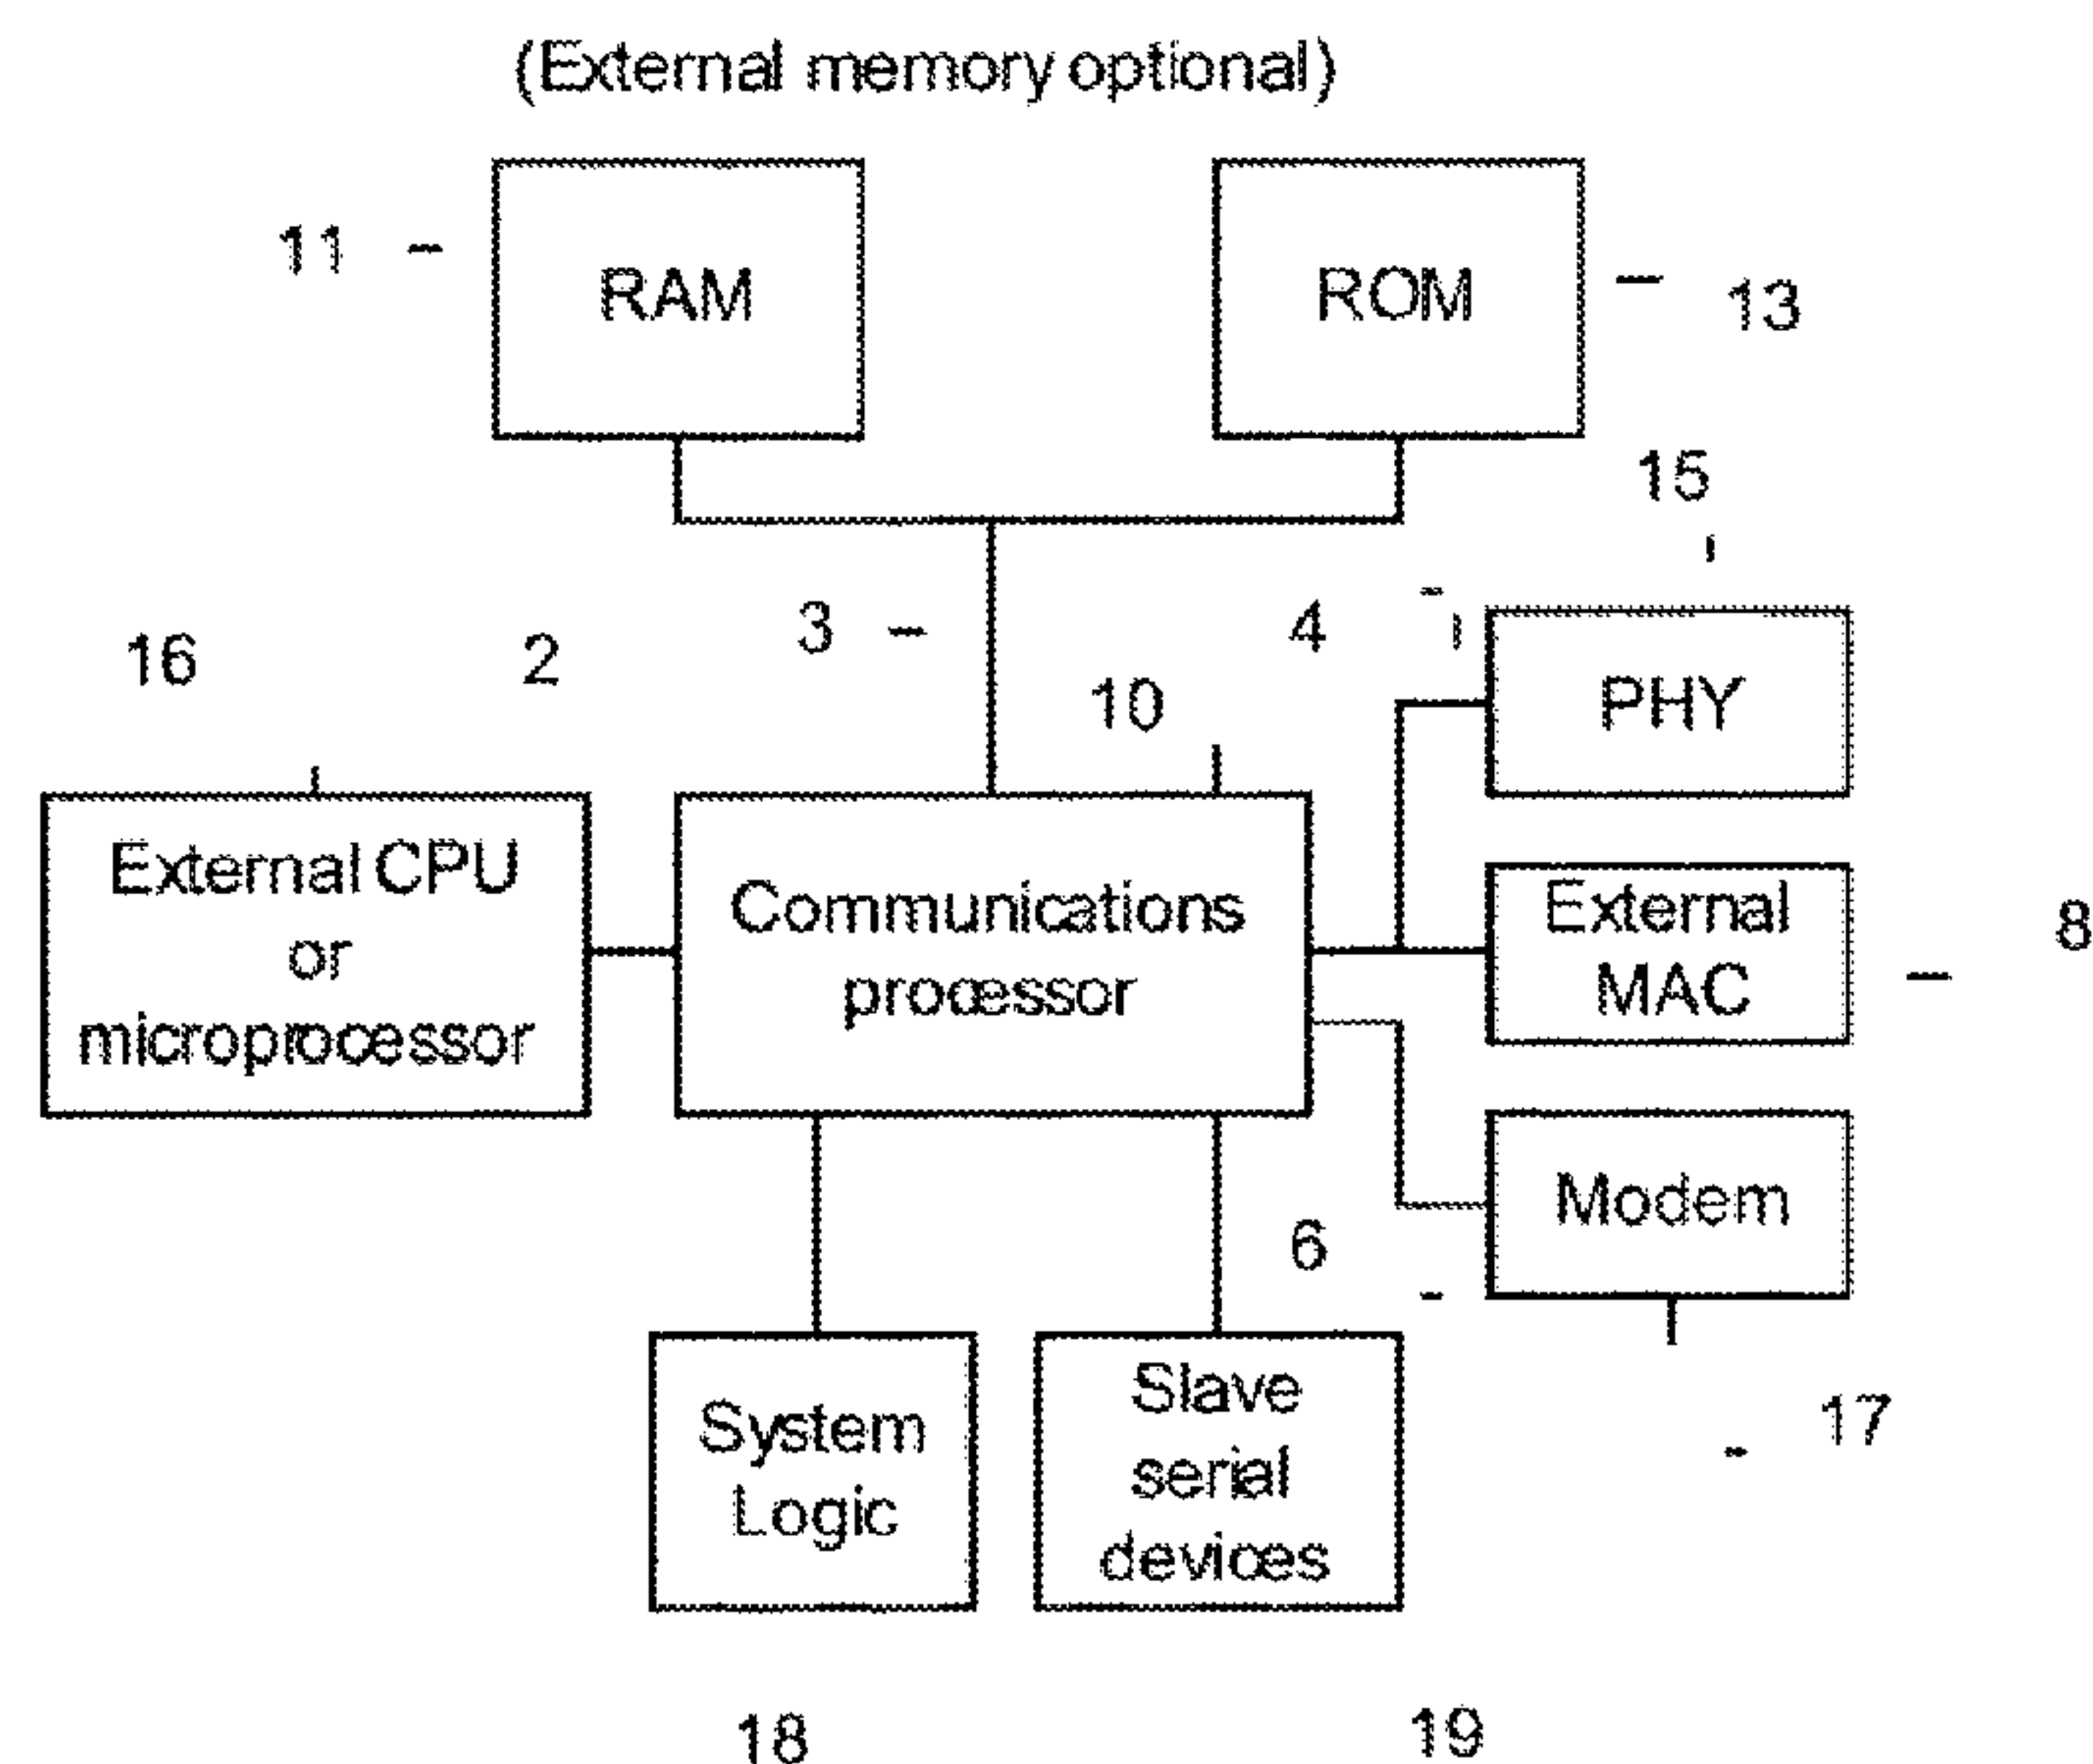 (External memory optional)
11
RAM
ROM
13
15
16
2
3
4
10
PHY
External CPU
or
microprocessor
Communications
processor
External
MAC
8
Modem
6
System
Logic
Slave
serial
devices
17
18
19